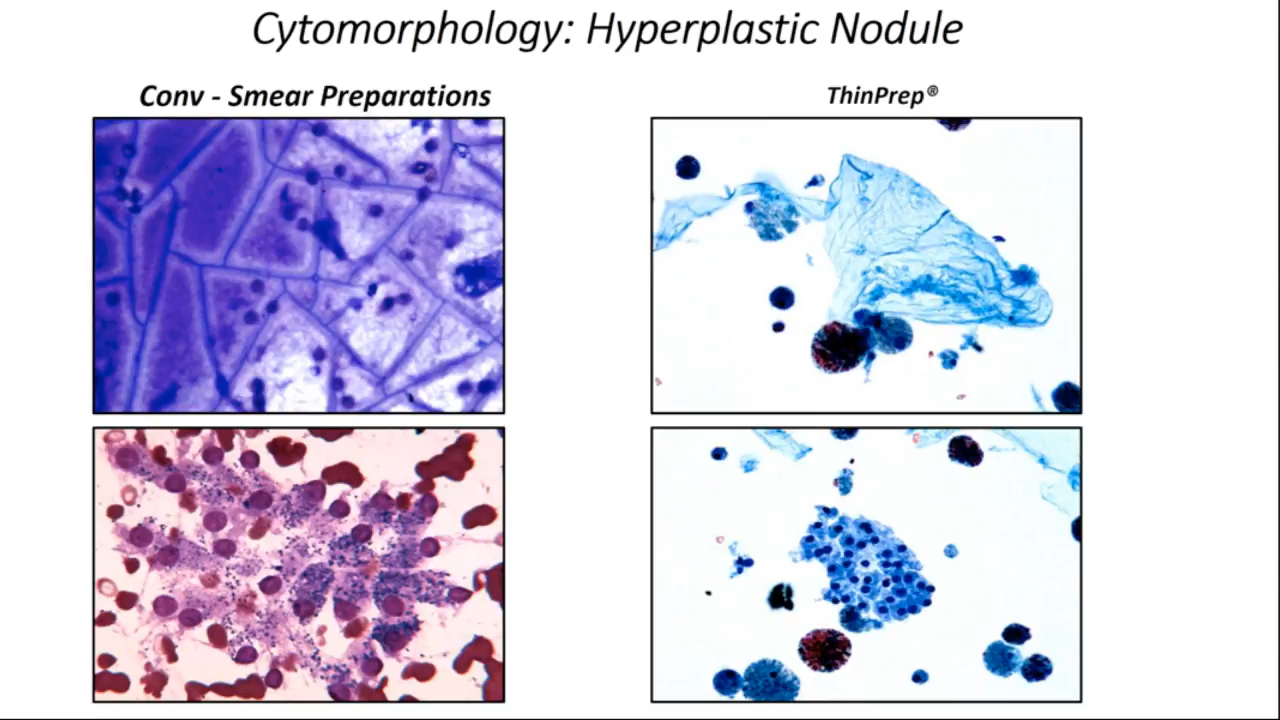 Cytomorphology: Hyperplastic Nodule
Conv - Smear Preparations
ThinPrep®